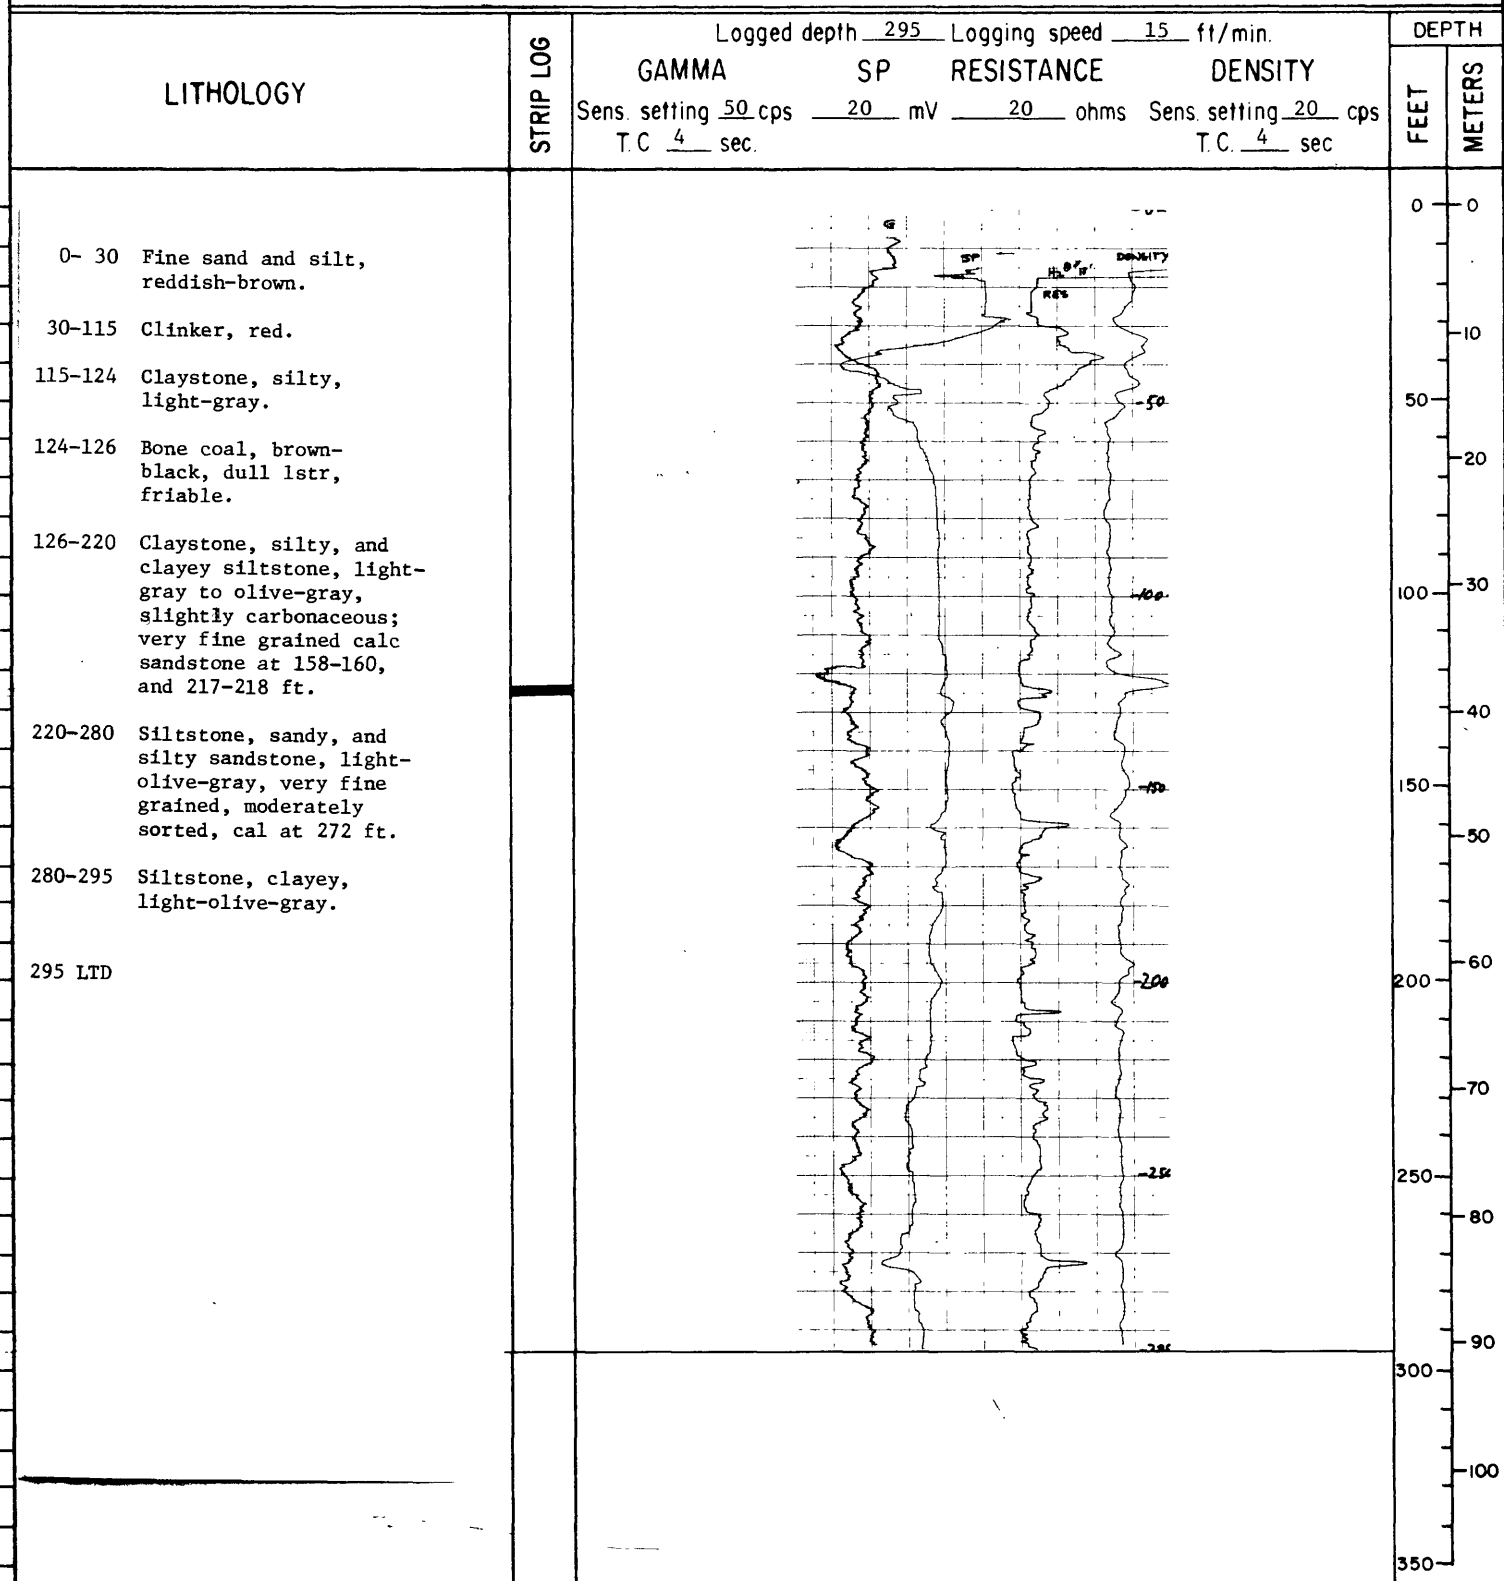 LITHOLOGY
STRIP LOG
Logged depth 295 Logging speed 15 ft/min.
GAMMA SP RESISTANCE DENSITY
Sens. setting 50 cps 20 mV 20 ohms Sens. setting 20 cps
T.C 4 sec. T.C. 4 sec
DEPTH
FEET
METERS
0- 30 Fine sand and silt,
reddish-brown.
30-115 Clinker, red.
115-124 Claystone, silty,
light-gray.
124-126 Bone coal, brown-
black, dull lstr,
friable.
126-220 Claystone, silty, and
clayey siltstone, light-
gray to olive-gray,
slightly carbonaceous;
very fine grained calc
sandstone at 158-160,
and 217-218 ft.
220-280 Siltstone, sandy, and
silty sandstone, light-
olive-gray, very fine
grained, moderately
sorted, cal at 272 ft.
280-295 Siltstone, clayey,
light-olive-gray.
295 LTD
G
SP
RES
DENSITY
-50
-100
-150
-200
-250
0 0
10
50
20
100 30
40
150
50
60
200
70
250
80
90
300
100
350